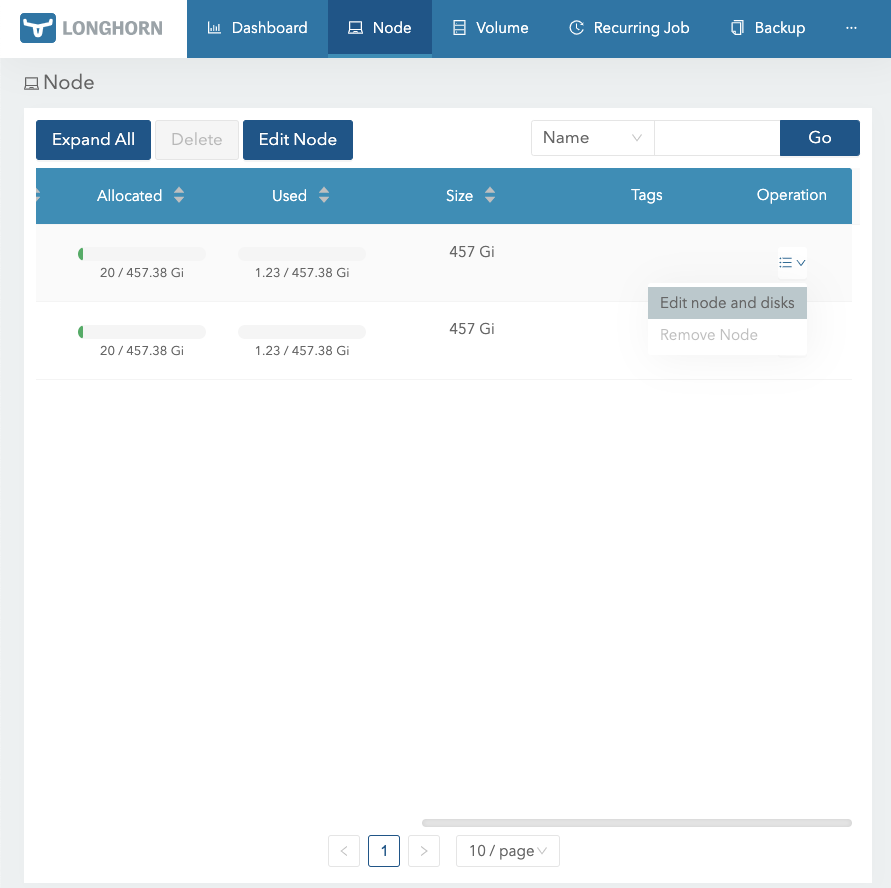 LONGHORN
Dashboard
Node
Volume
Recurring Job
Backup
...
Node
Expand All
Delete
Edit Node
Name
Go
Allocated
Used
Size
Tags
Operation
20 / 457.38 Gi
1.23 / 457.38 Gi
457 Gi
Edit node and disks
Remove Node
20 / 457.38 Gi
1.23 / 457.38 Gi
457 Gi
<
1
>
10 / page